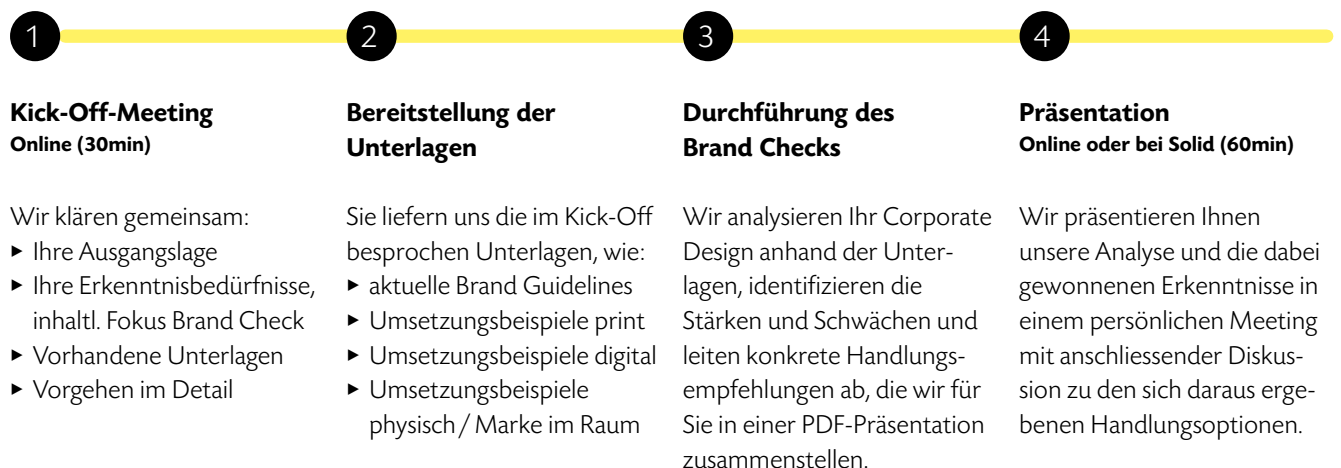 1
Kick-Off-Meeting
Online (30min)
Wir klären gemeinsam:
▸ Ihre Ausgangslage
▸ Ihre Erkenntnisbedürfnisse,
inhaltl. Fokus Brand Check
▸ Vorhandene Unterlagen
▸ Vorgehen im Detail
2
Bereitstellung der
Unterlagen
Sie liefern uns die im Kick-Off
besprochen Unterlagen, wie:
▸ aktuelle Brand Guidelines
▸ Umsetzungsbeispiele print
▸ Umsetzungsbeispiele digital
▸ Umsetzungsbeispiele
physisch / Marke im Raum
3
Durchführung des
Brand Checks
Wir analysieren Ihr Corporate
Design anhand der Unter-
lagen, identifizieren die
Stärken und Schwächen und
leiten konkrete Handlungs-
empfehlungen ab, die wir für
Sie in einer PDF-Präsentation
zusammenstellen.
4
Präsentation
Online oder bei Solid (60min)
Wir präsentieren Ihnen
unsere Analyse und die dabei
gewonnenen Erkenntnisse in
einem persönlichen Meeting
mit anschliessender Diskus-
sion zu den sich daraus erge-
benen Handlungsoptionen.